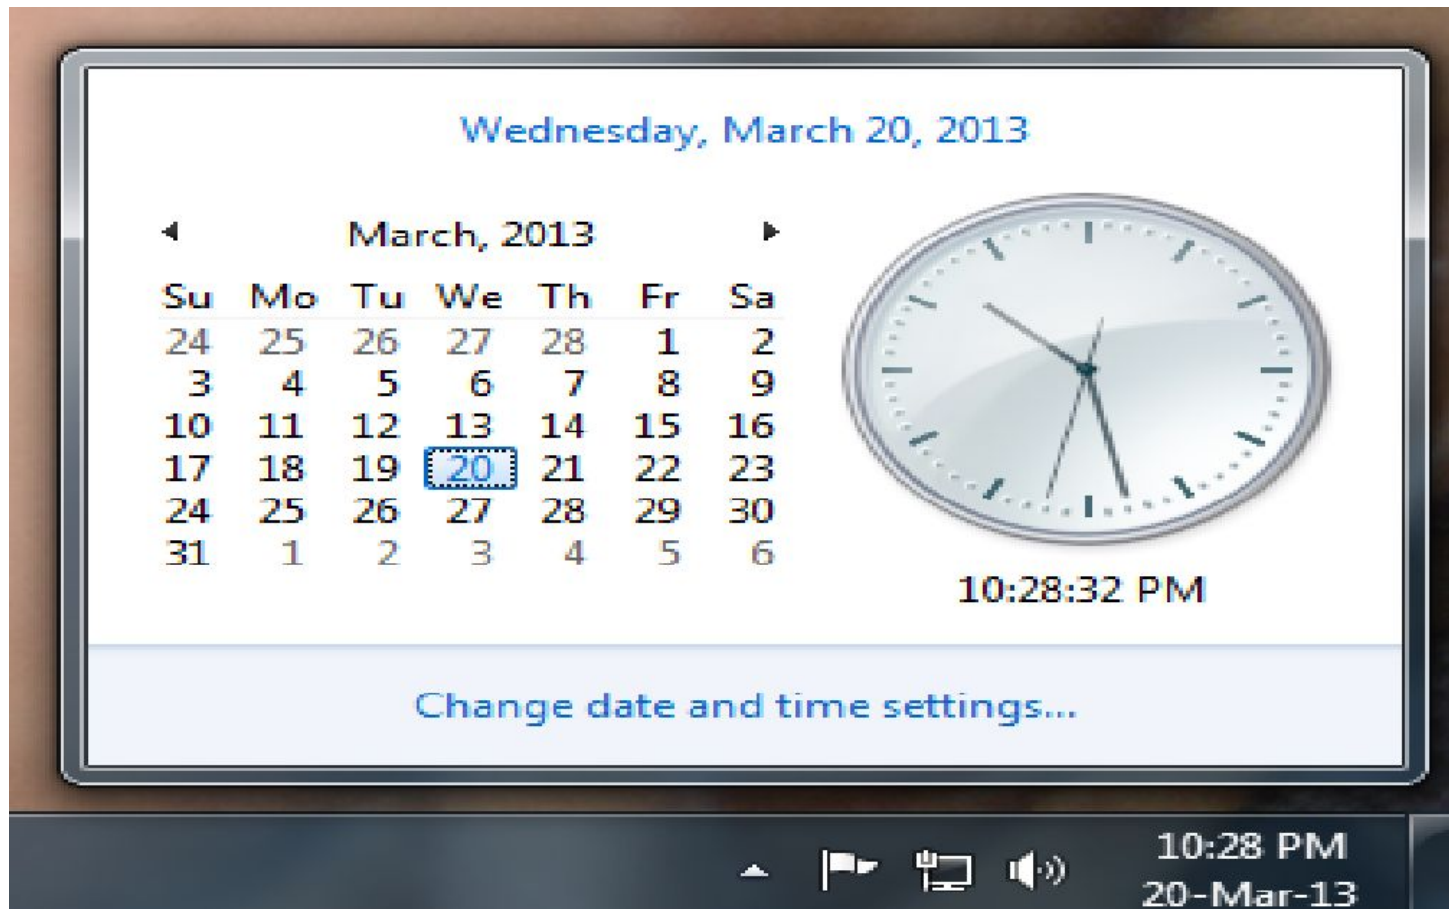 Wednesday, March 20, 2013
March, 2013
Su Mo Tu We Th Fr Sa
24 25 26 27 28 1 2
3 4 5 6 7 8 9
10 11 12 13 14 15 16
17 18 19 20 21 22 23
24 25 26 27 28 29 30
31 1 2 3 4 5 6
10:28:32 PM
Change date and time settings...
10:28 PM
20-Mar-13